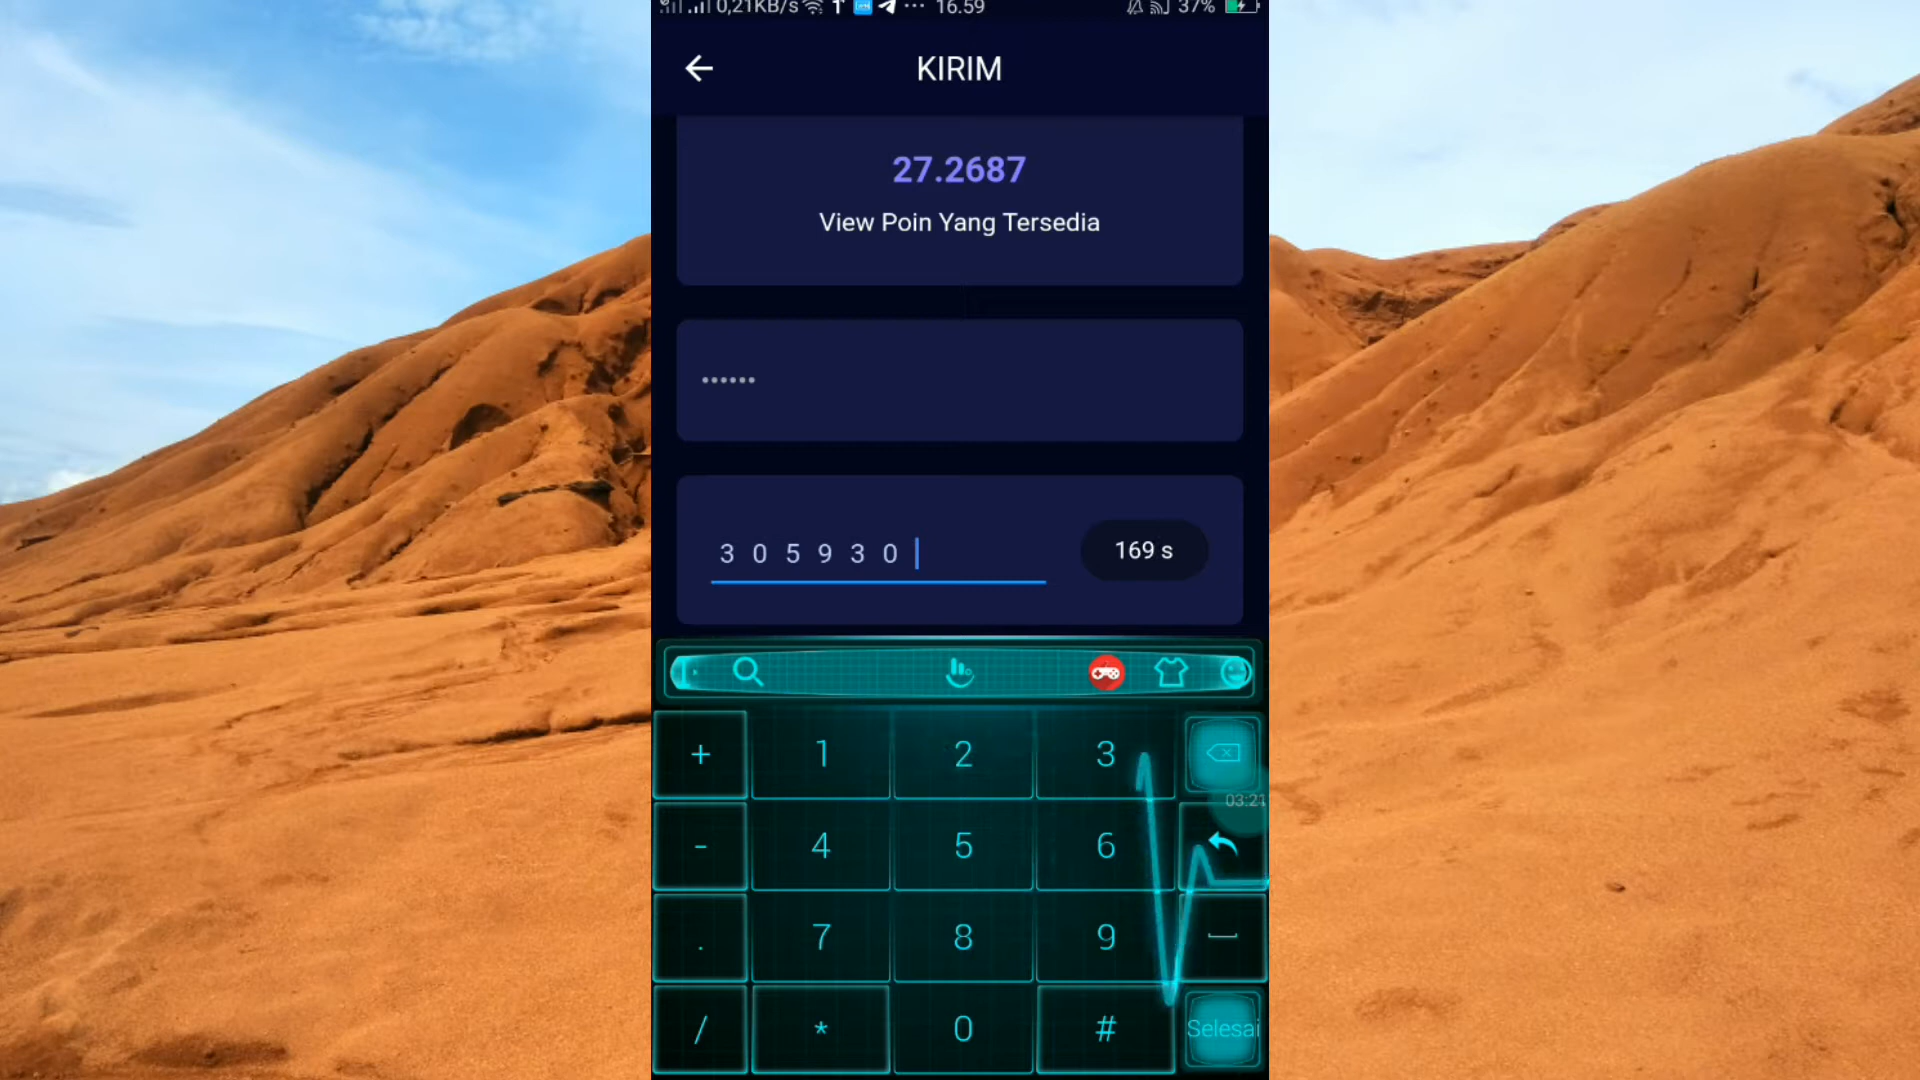 0,21KB/s ... 16.59 37%
KIRIM
27.2687
View Poin Yang Tersedia
••••••
3 0 5 9 3 0
169 s
+ 1 2 3
03:21
- 4 5 6
. 7 8 9
/ * 0 # Selesai